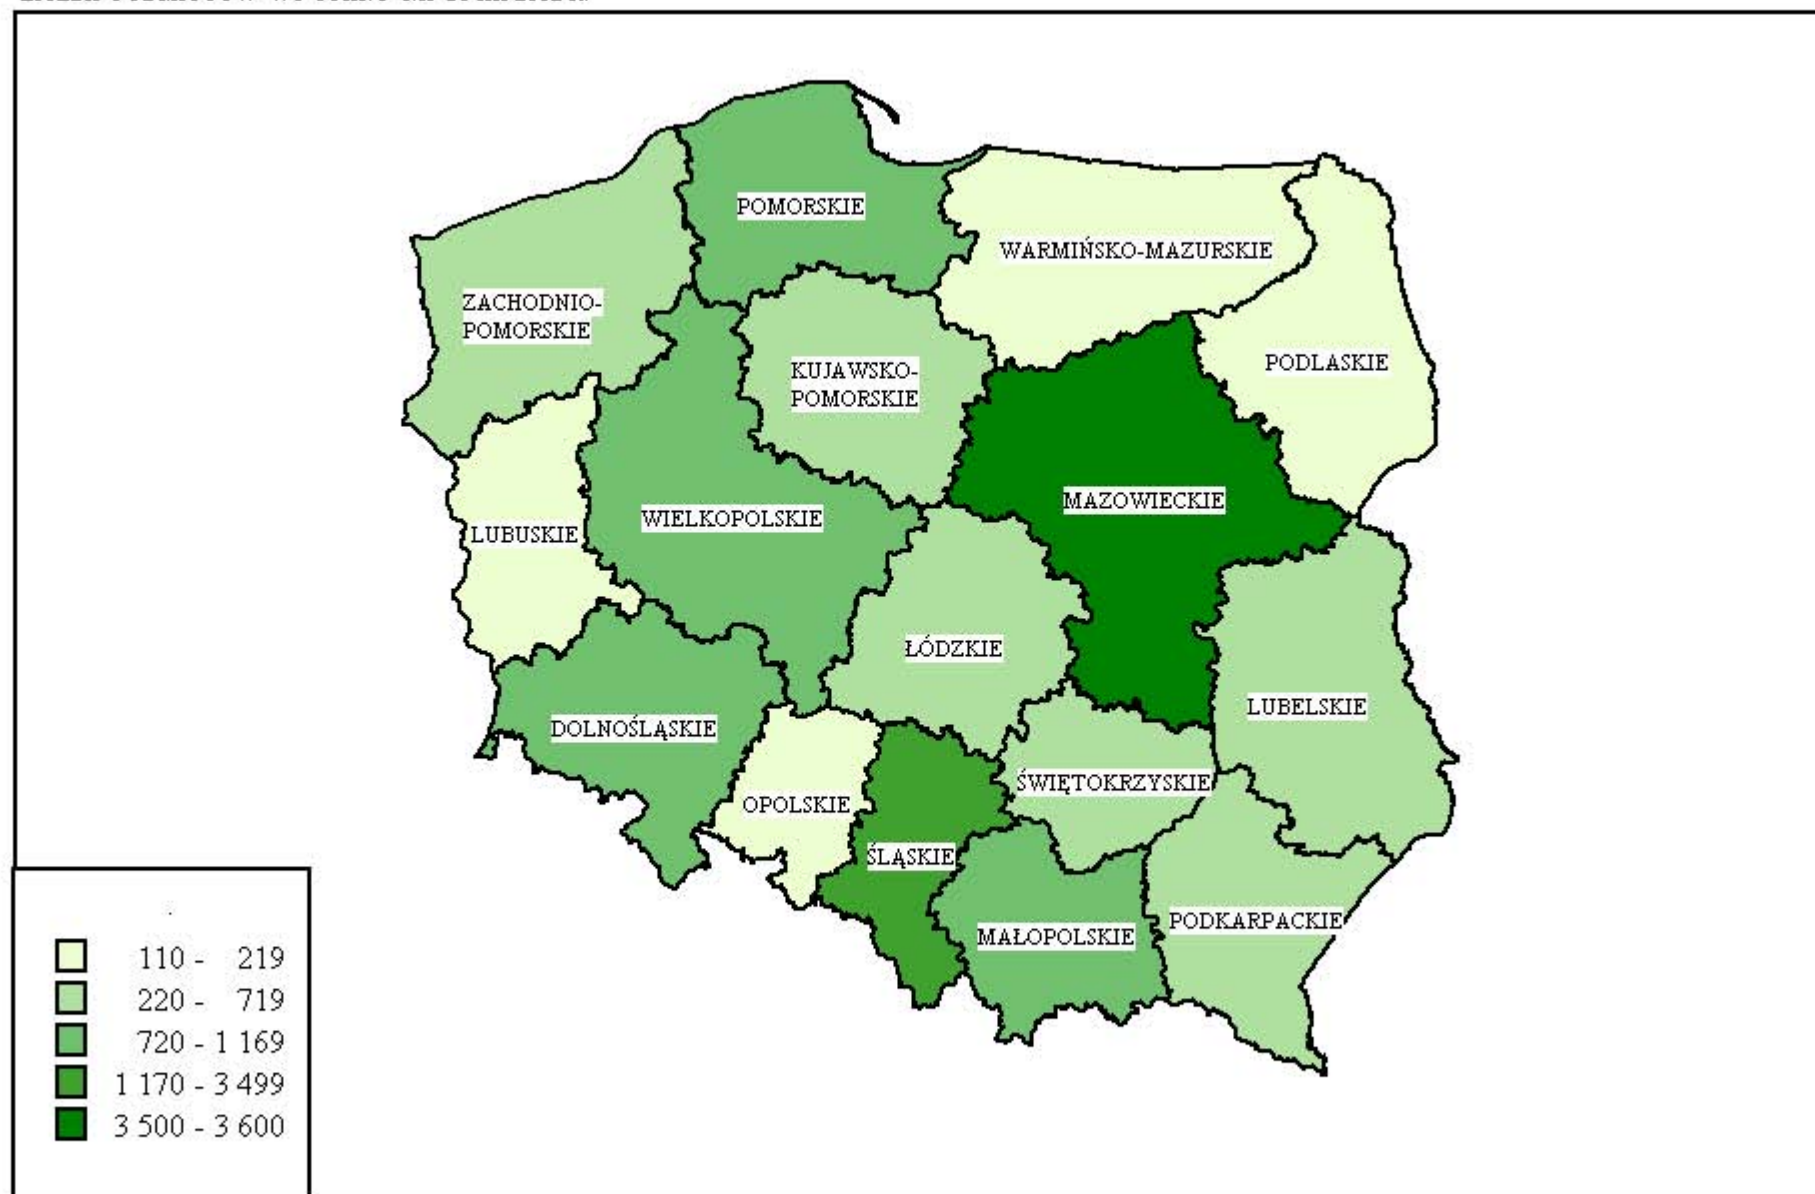 POMORSKIE
WARMIŃSKO-MAZURSKIE
ZACHODNIO-
POMORSKIE
KUJAWSKO-
POMORSKIE
PODLASKIE
MAZOWIECKIE
WIELKOPOLSKIE
LUBUSKIE
ŁÓDZKIE
LUBELSKIE
DOLNOŚLĄSKIE
ŚWIĘTOKRZYSKIE
OPOLSKIE
ŚLĄSKIE
PODKARPACKIE
MAŁOPOLSKIE
110 - 219
220 - 719
720 - 1 169
1 170 - 3 499
3 500 - 3 600